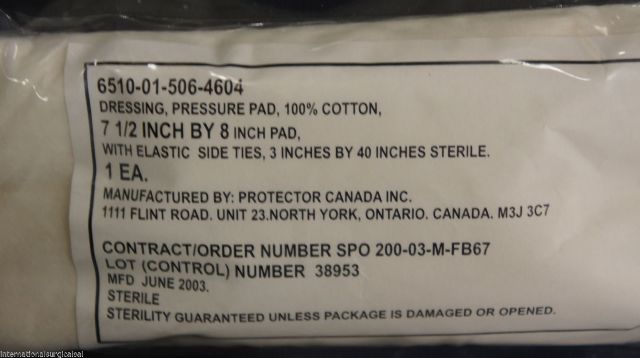 6510-01-506-4604
DRESSING, PRESSURE PAD, 100% COTTON,
7 1/2 INCH BY 8 INCH PAD,
WITH ELASTIC SIDE TIES, 3 INCHES BY 40 INCHES STERILE.
1 EA.
MANUFACTURED BY: PROTECTOR CANADA INC.
1111 FLINT ROAD. UNIT 23.NORTH YORK, ONTARIO. CANADA. M3J 3C7
CONTRACT/ORDER NUMBER SPO 200-03-M-FB67
LOT (CONTROL) NUMBER 38953
MFD JUNE 2003.
STERILE
STERILITY GUARANTEED UNLESS PACKAGE IS DAMAGED OR OPENED.
internationalsurgicalpal